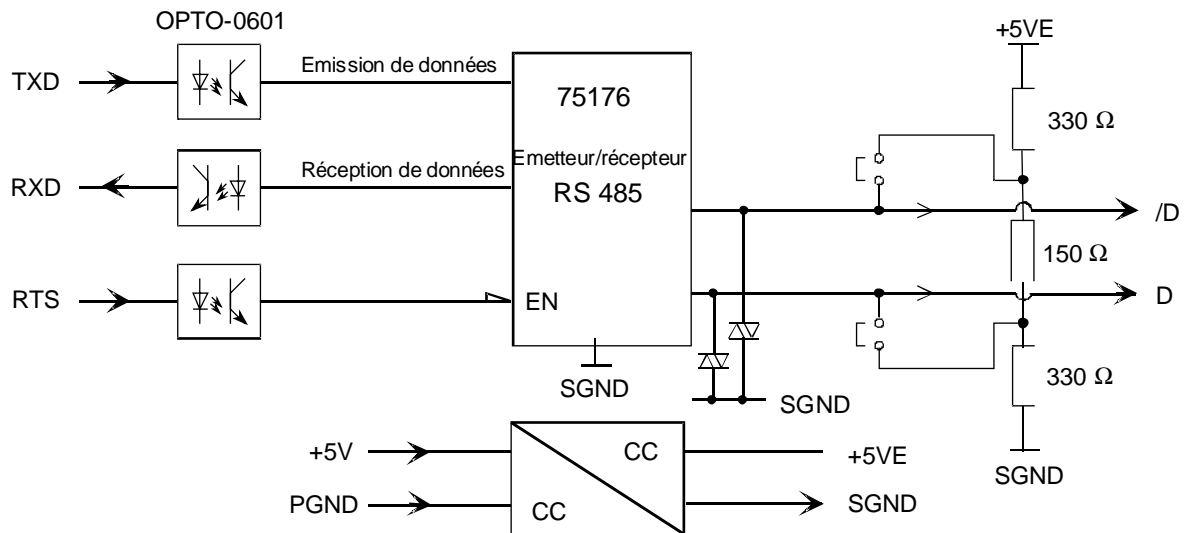 OPTO-0601
+5VE
TXD
Emission de données
75176
330 Ω
RXD
Réception de données
Emetteur/récepteur
RS 485
/D
150 Ω
RTS
EN
D
SGND
SGND
330 Ω
SGND
+5V
CC
+5VE
PGND
CC
SGND